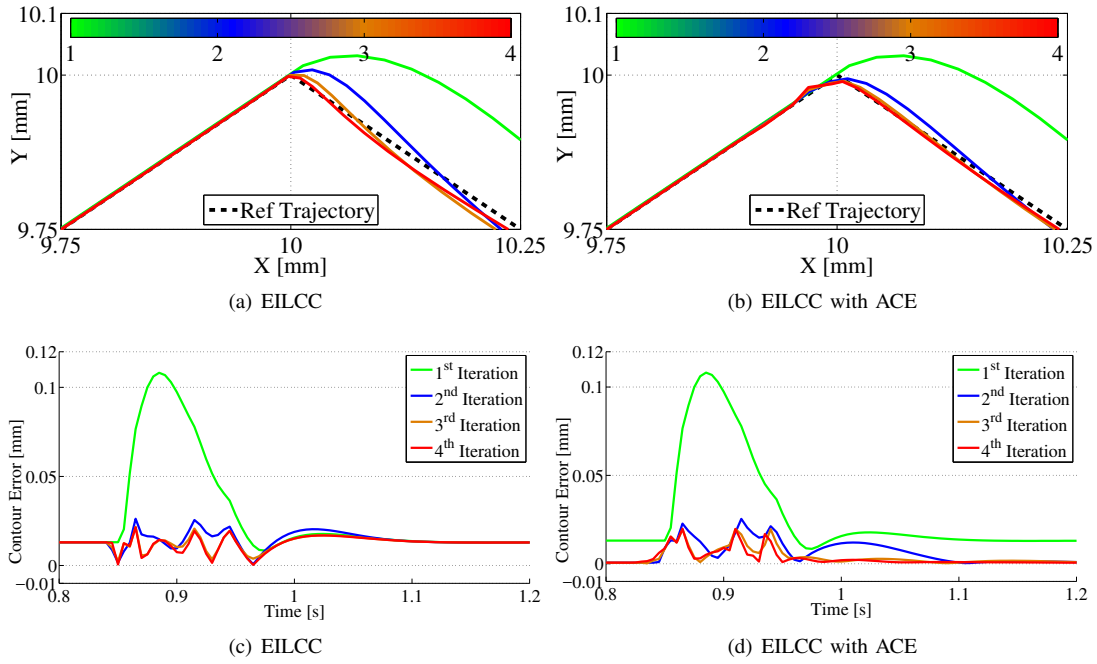 10.1
1 2 3 4
10
Y [mm]
Ref Trajectory
9.75
9.75 10 10.25
X [mm]
(a) EILCC
10.1
1 2 3 4
10
Y [mm]
Ref Trajectory
9.75
9.75 10 10.25
X [mm]
(b) EILCC with ACE
0.12
0.1
0.05
0
−0.01
Contour Error [mm]
1st Iteration
2nd Iteration
3rd Iteration
4th Iteration
0.8 0.9 1 1.1 1.2
Time [s]
(c) EILCC
0.12
0.1
0.05
0
−0.01
Contour Error [mm]
1st Iteration
2nd Iteration
3rd Iteration
4th Iteration
0.8 0.9 1 1.1 1.2
Time [s]
(d) EILCC with ACE